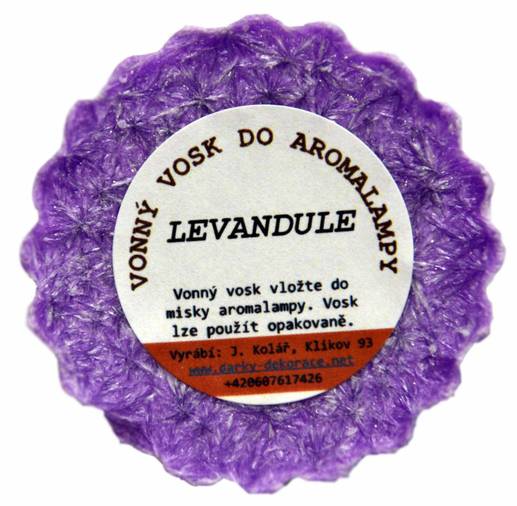 VONNÝ VOSK DO AROMALAMPY
LEVANDULE
Vonný vosk vložte do
misky aromalampy. Vosk
lze použít opakovaně.
Vyrábí: J. Kolář, Klikov 93
www.darky-dekorace.net
+420607617426